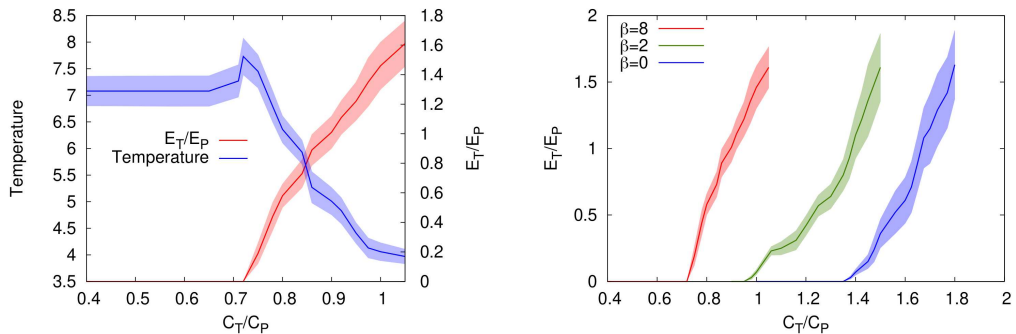 8.5
8
7.5
7
6.5
6
5.5
5
4.5
4
3.5
Temperature
E_T/E_P
Temperature
1.8
1.6
1.4
1.2
1
0.8
0.6
0.4
0.2
0
E_T/E_P
0.4 0.5 0.6 0.7 0.8 0.9 1
C_T/C_P
2
1.5
1
0.5
0
E_T/E_P
β=8
β=2
β=0
0.4 0.6 0.8 1 1.2 1.4 1.6 1.8 2
C_T/C_P